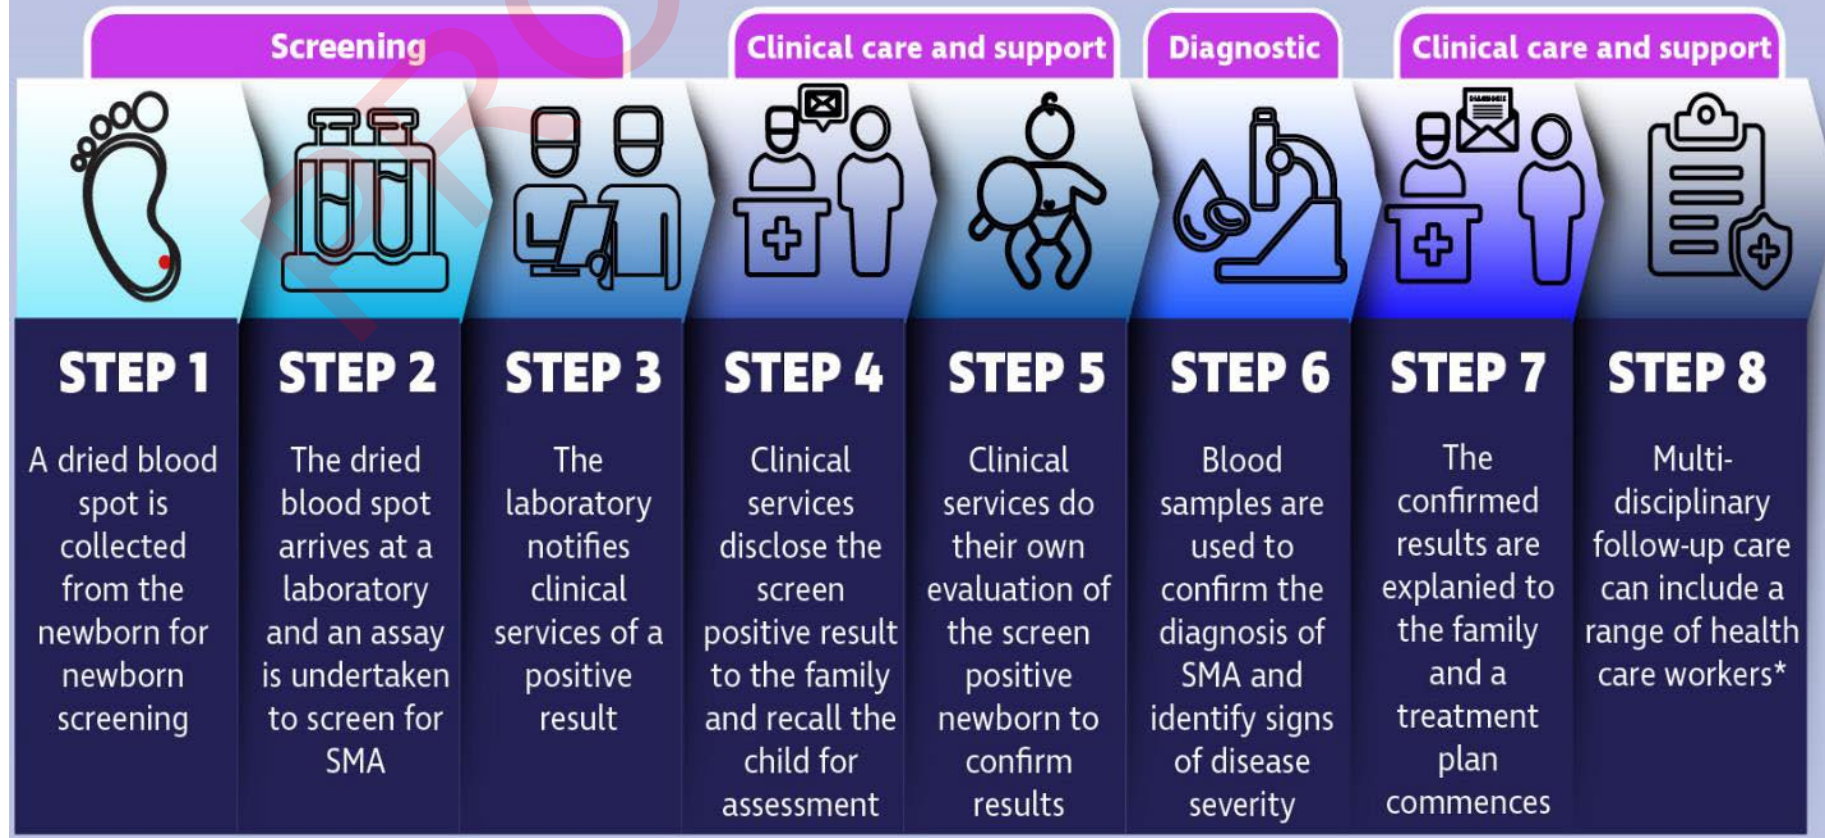 Screening
Clinical care and support
Diagnostic
Clinical care and support
STEP 1
A dried blood
spot is
collected
from the
newborn for
newborn
screening
STEP 2
The dried
blood spot
arrives at a
laboratory
and an assay
is undertaken
to screen for
SMA
STEP 3
The
laboratory
notifies
clinical
services of a
positive
result
STEP 4
Clinical
services
disclose the
screen
positive result
to the family
and recall the
child for
assessment
STEP 5
Clinical
services do
their own
evaluation of
the screen
positive
newborn to
confirm
results
STEP 6
Blood
samples are
used to
confirm the
diagnosis of
SMA and
identify signs
of disease
severity
STEP 7
The
confirmed
results are
explanied to
the family
and a
treatment
plan
commences
STEP 8
Multi-
disciplinary
follow-up care
can include a
range of health
care workers*